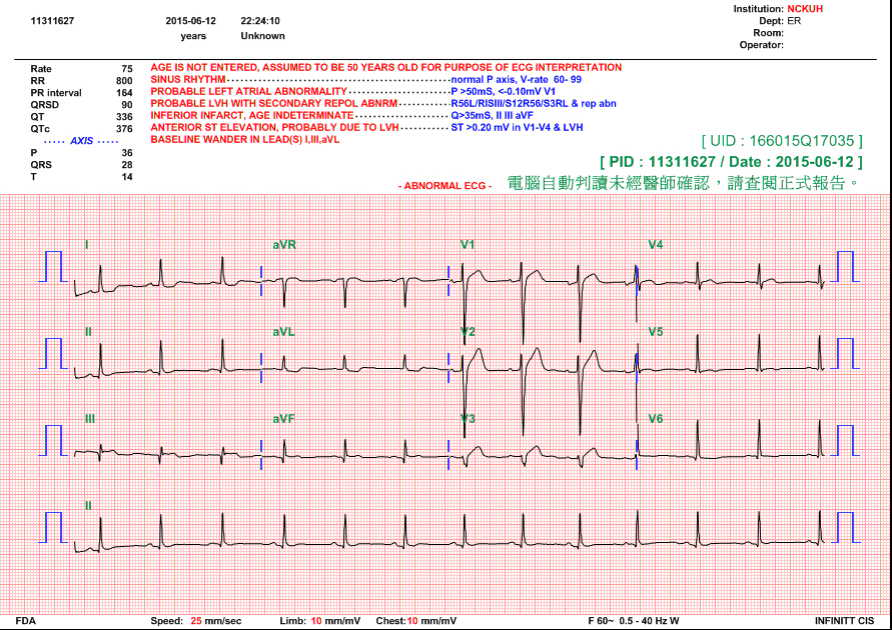 Institution: NCKUH
11311627 2015-06-12 22:24:10 Dept: ER
years Unknown Room:
Operator:
Rate 75 AGE IS NOT ENTERED, ASSUMED TO BE 50 YEARS OLD FOR PURPOSE OF ECG INTERPRETATION
RR 800 SINUS RHYTHM - - - - - normal P axis, V-rate 60- 99
PR interval 164 PROBABLE LEFT ATRIAL ABNORMALITY - - - - - P >50mS, <-0.10mV V1
QRSD 90 PROBABLE LVH WITH SECONDARY REPOL ABNRM - - - - - R56L/RISIII/S12R56/S3RL & rep abn
QT 336 INFERIOR INFARCT, AGE INDETERMINATE - - - - - Q>35mS, II III aVF
QTc 376 ANTERIOR ST ELEVATION, PROBABLY DUE TO LVH - - - - - ST >0.20 mV in V1-V4 & LVH
----- AXIS ----- BASELINE WANDER IN LEAD(S) I,III,aVL
[ UID : 166015Q17035 ]
P 36
QRS 28 [ PID : 11311627 / Date : 2015-06-12 ]
T 14
- ABNORMAL ECG - 電腦自動判讀未經醫師確認，請查閱正式報告。
I aVR V1 V4
II aVL V2 V5
III aVF V3 V6
II
FDA Speed: 25 mm/sec Limb: 10 mm/mV Chest: 10 mm/mV F 60~ 0.5 - 40 Hz W INFINITT CIS